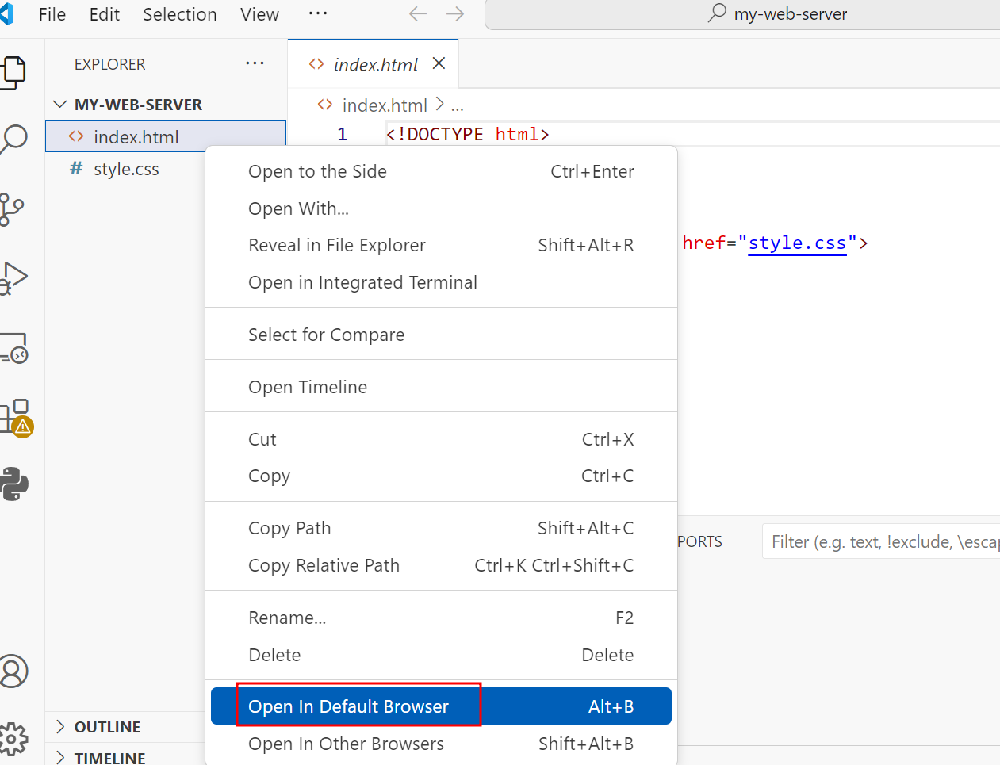 File Edit Selection View ···
my-web-server
EXPLORER ···
index.html
MY-WEB-SERVER
index.html > ...
index.html
1 <!DOCTYPE html>
style.css
Open to the Side Ctrl+Enter
Open With...
href="style.css">
Reveal in File Explorer Shift+Alt+R
Open in Integrated Terminal
Select for Compare
Open Timeline
Cut Ctrl+X
Copy Ctrl+C
Copy Path Shift+Alt+C
PORTS
Filter (e.g. text, !exclude, \escap
Copy Relative Path Ctrl+K Ctrl+Shift+C
Rename... F2
Delete Delete
Open In Default Browser Alt+B
OUTLINE
Open In Other Browsers Shift+Alt+B
TIMELINE